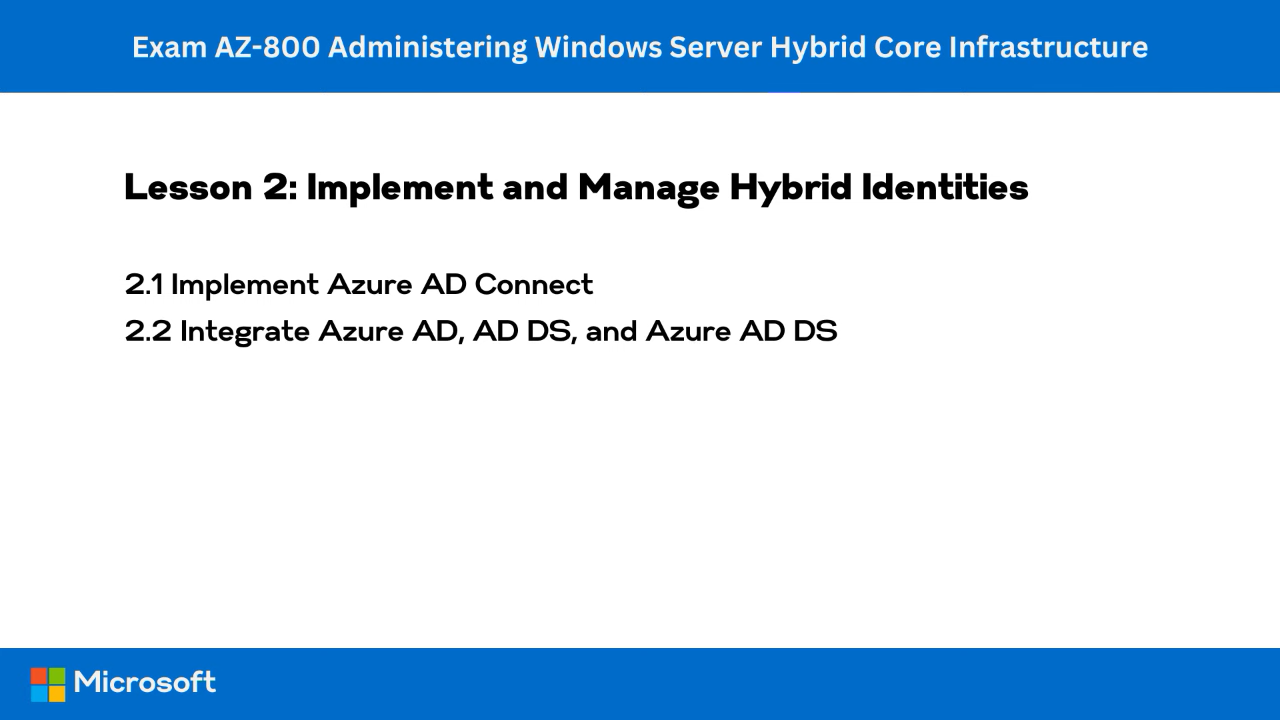 Exam AZ-800 Administering Windows Server Hybrid Core Infrastructure
Lesson 2: Implement and Manage Hybrid Identities
2.1 Implement Azure AD Connect
2.2 Integrate Azure AD, AD DS, and Azure AD DS
Microsoft